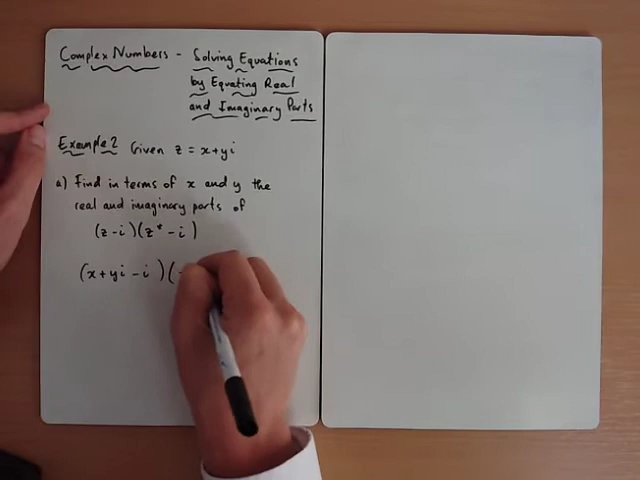 Complex Numbers - Solving Equations
by Equating Real
and Imaginary Parts
Example 2 Given z = x+yi
a) Find in terms of x and y the
real and imaginary parts of
(z-i)(z* -i)
(x+yi -i)(